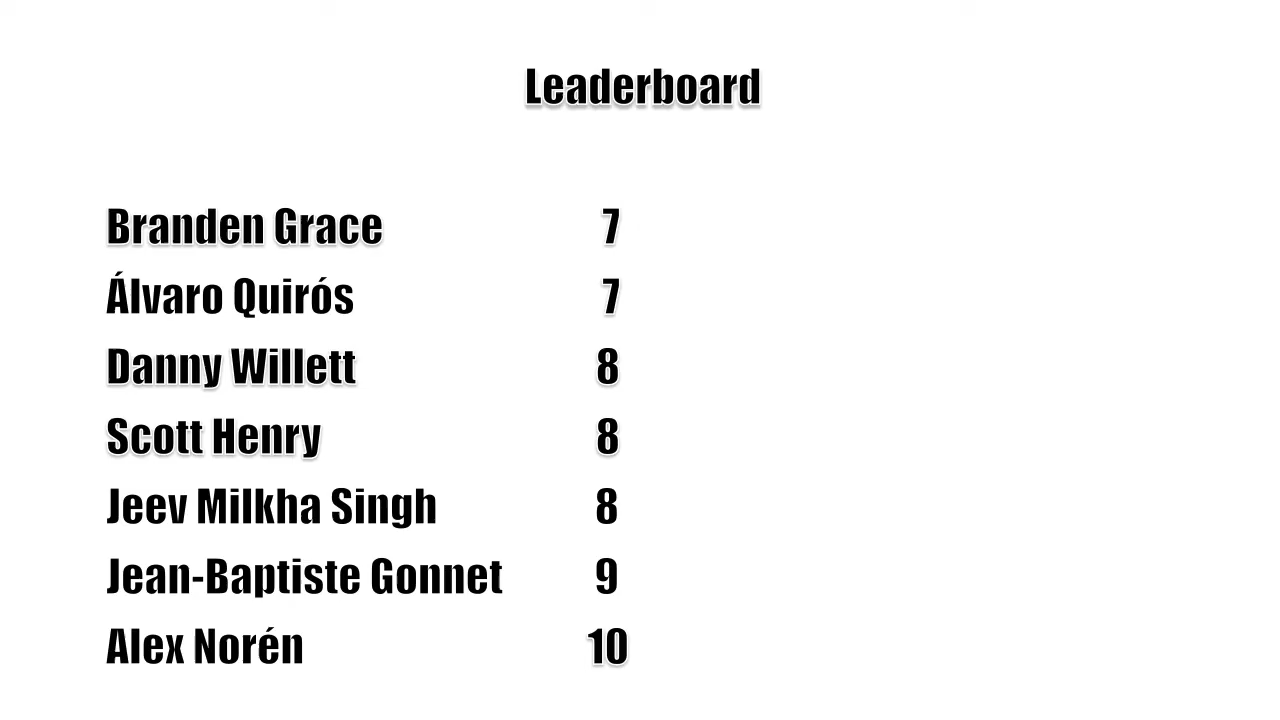 Leaderboard
Branden Grace 7
Álvaro Quirós 7
Danny Willett 8
Scott Henry 8
Jeev Milkha Singh 8
Jean-Baptiste Gonnet 9
Alex Norén 10